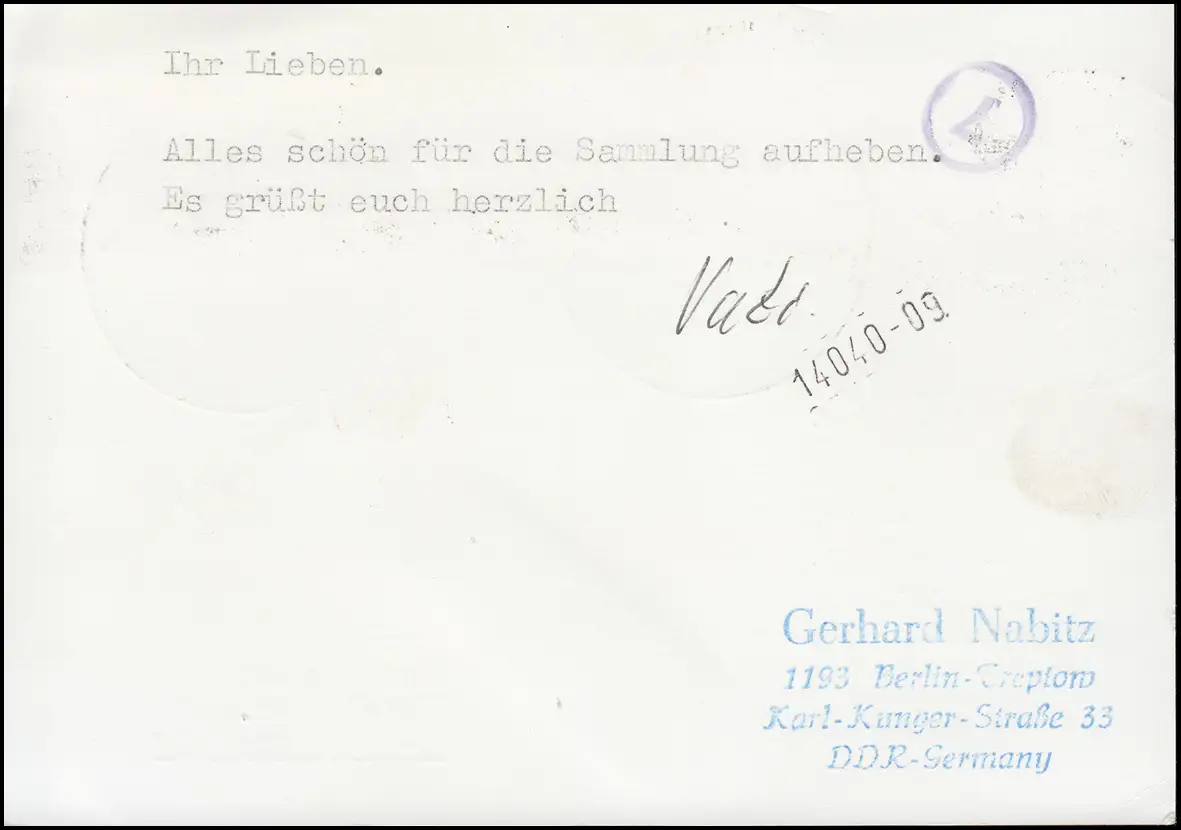 Ihr Lieben.
Alles schön für die Sammlung aufheben.
Es grüßt euch herzlich
14040-09
Gerhard Nabitz
1193 Berlin-Treptow
Karl-Kunger-Straße 33
DDR-Germany